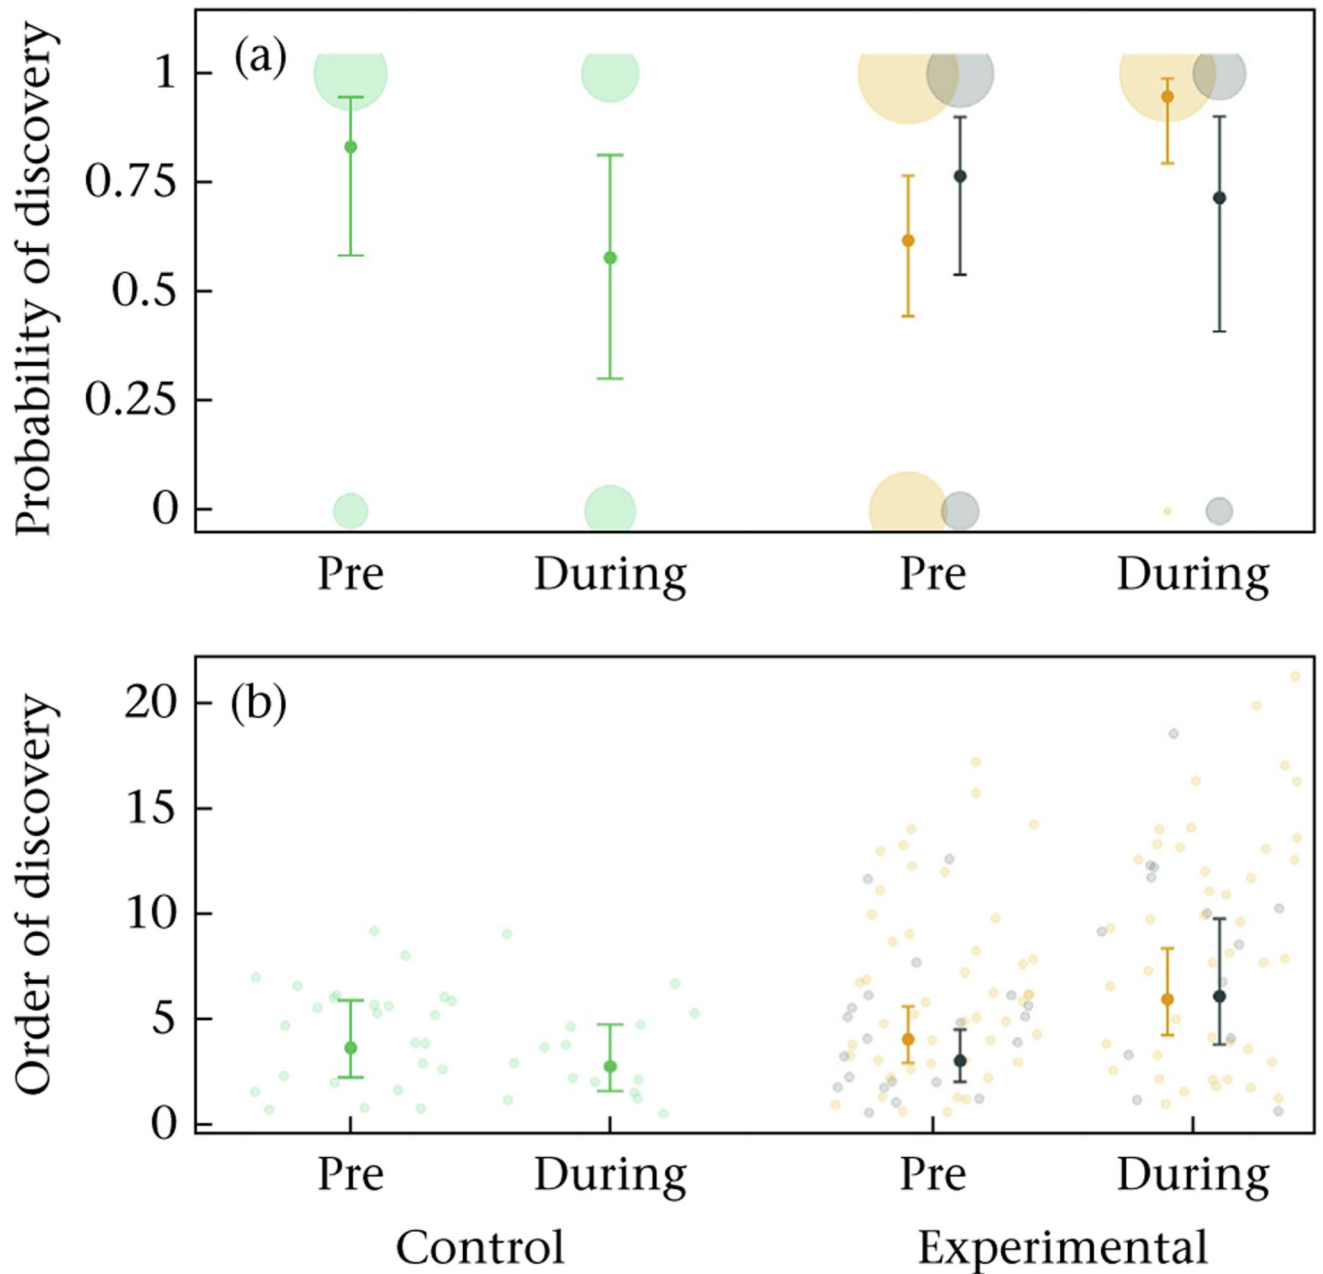 Probability of discovery
(a)
1
0.75
0.5
0.25
0
Pre During Pre During
Order of discovery
(b)
20
15
10
5
0
Pre During Pre During
Control Experimental